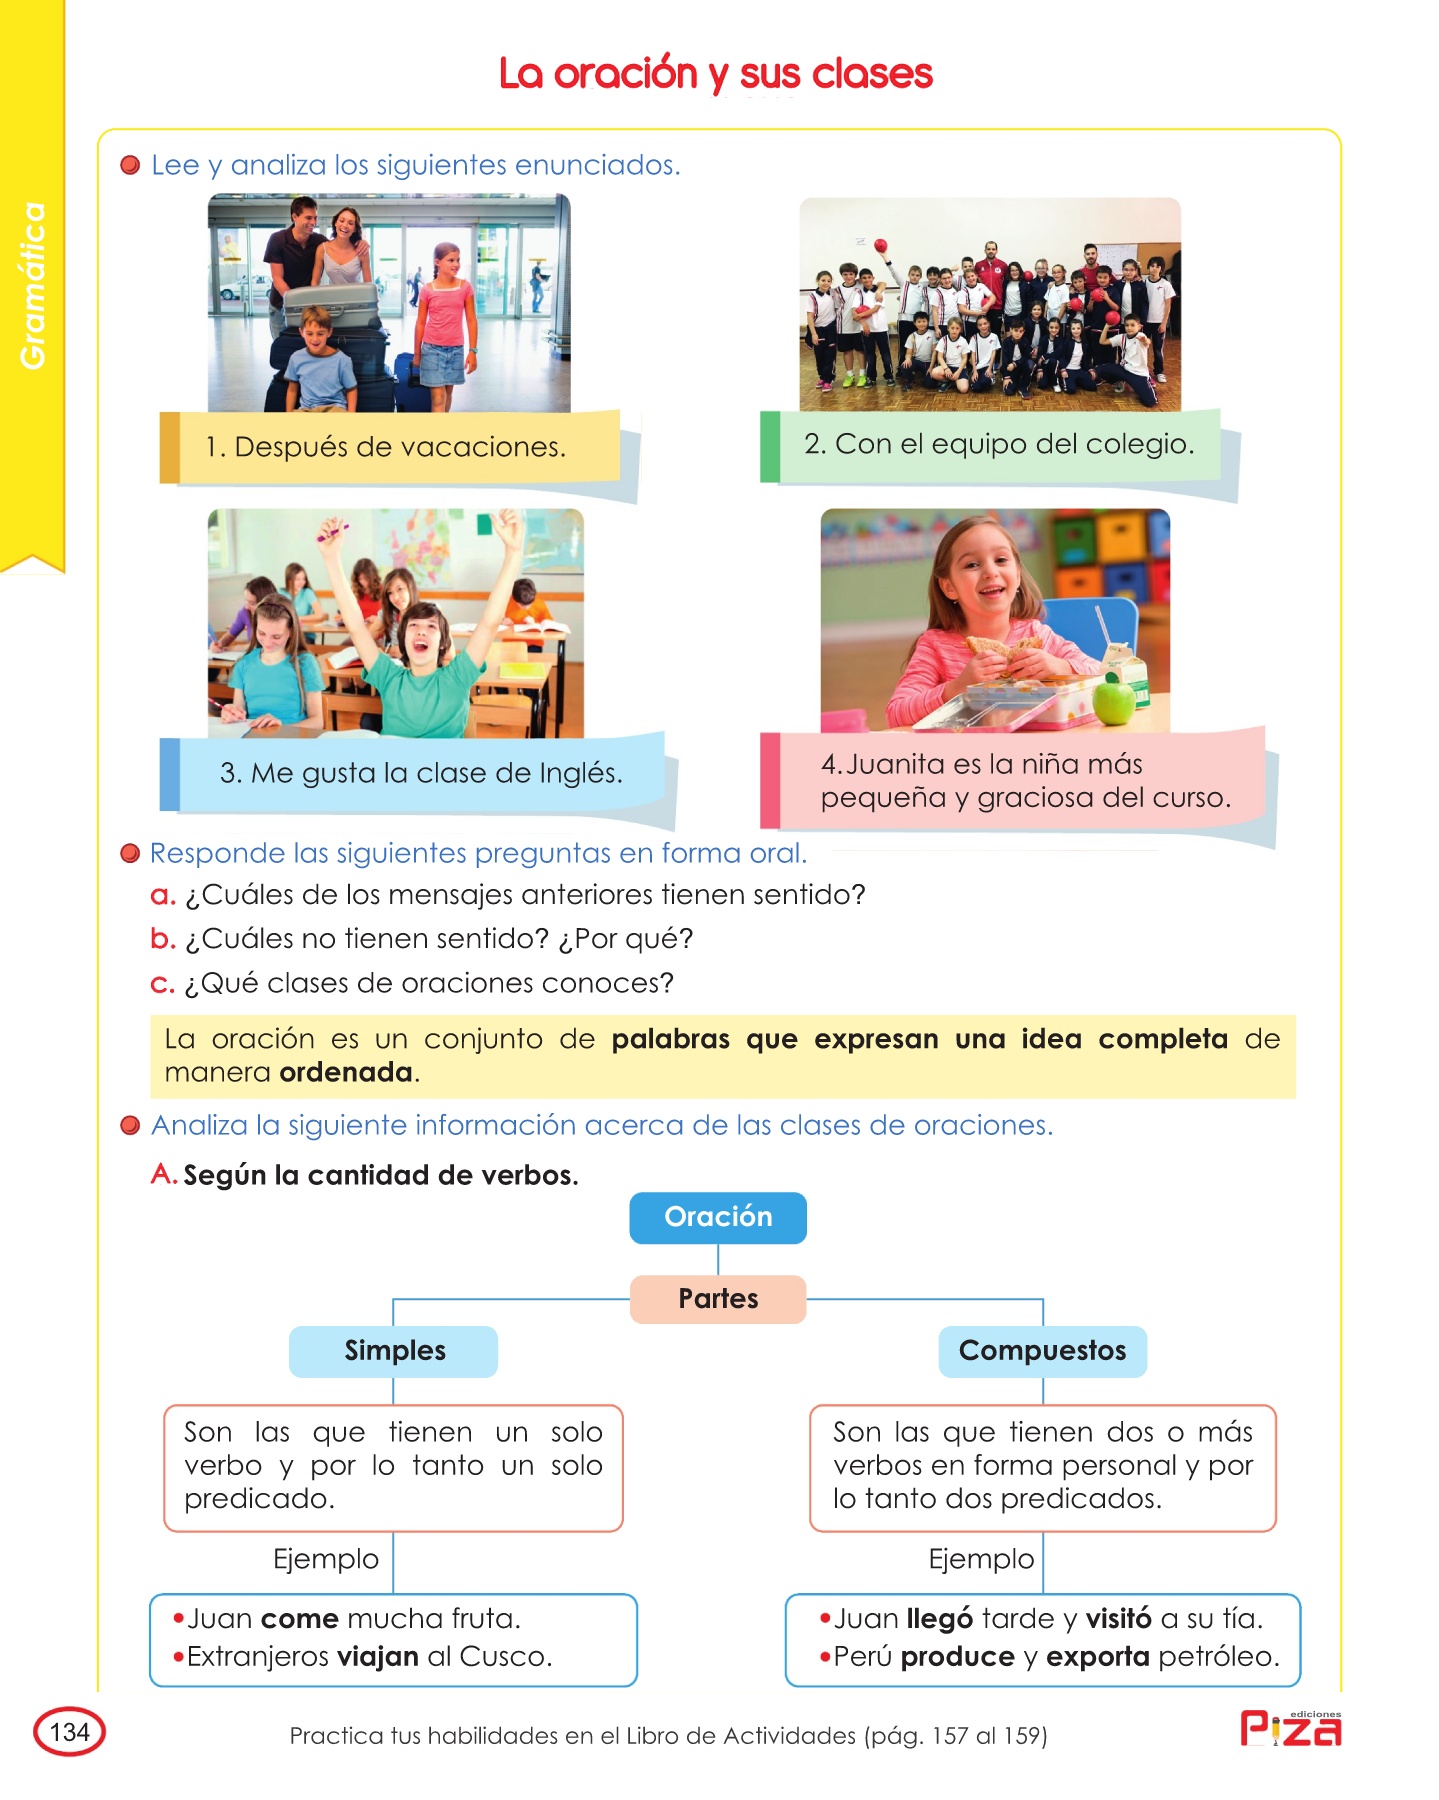 La oración y sus clases
Gramática
Lee y analiza los siguientes enunciados.
1. Después de vacaciones.
2. Con el equipo del colegio.
3. Me gusta la clase de Inglés.
4.Juanita es la niña más
pequeña y graciosa del curso.
Responde las siguientes preguntas en forma oral.
a. ¿Cuáles de los mensajes anteriores tienen sentido?
b. ¿Cuáles no tienen sentido? ¿Por qué?
c. ¿Qué clases de oraciones conoces?
La oración es un conjunto de palabras que expresan una idea completa de
manera ordenada.
Analiza la siguiente información acerca de las clases de oraciones.
A. Según la cantidad de verbos.
Oración
Partes
Simples
Compuestos
Son las que tienen un solo
verbo y por lo tanto un solo
predicado.
Son las que tienen dos o más
verbos en forma personal y por
lo tanto dos predicados.
Ejemplo
Ejemplo
•Juan come mucha fruta.
•Extranjeros viajan al Cusco.
•Juan llegó tarde y visitó a su tía.
•Perú produce y exporta petróleo.
134
Practica tus habilidades en el Libro de Actividades (pág. 157 al 159)
ediciones
Piza